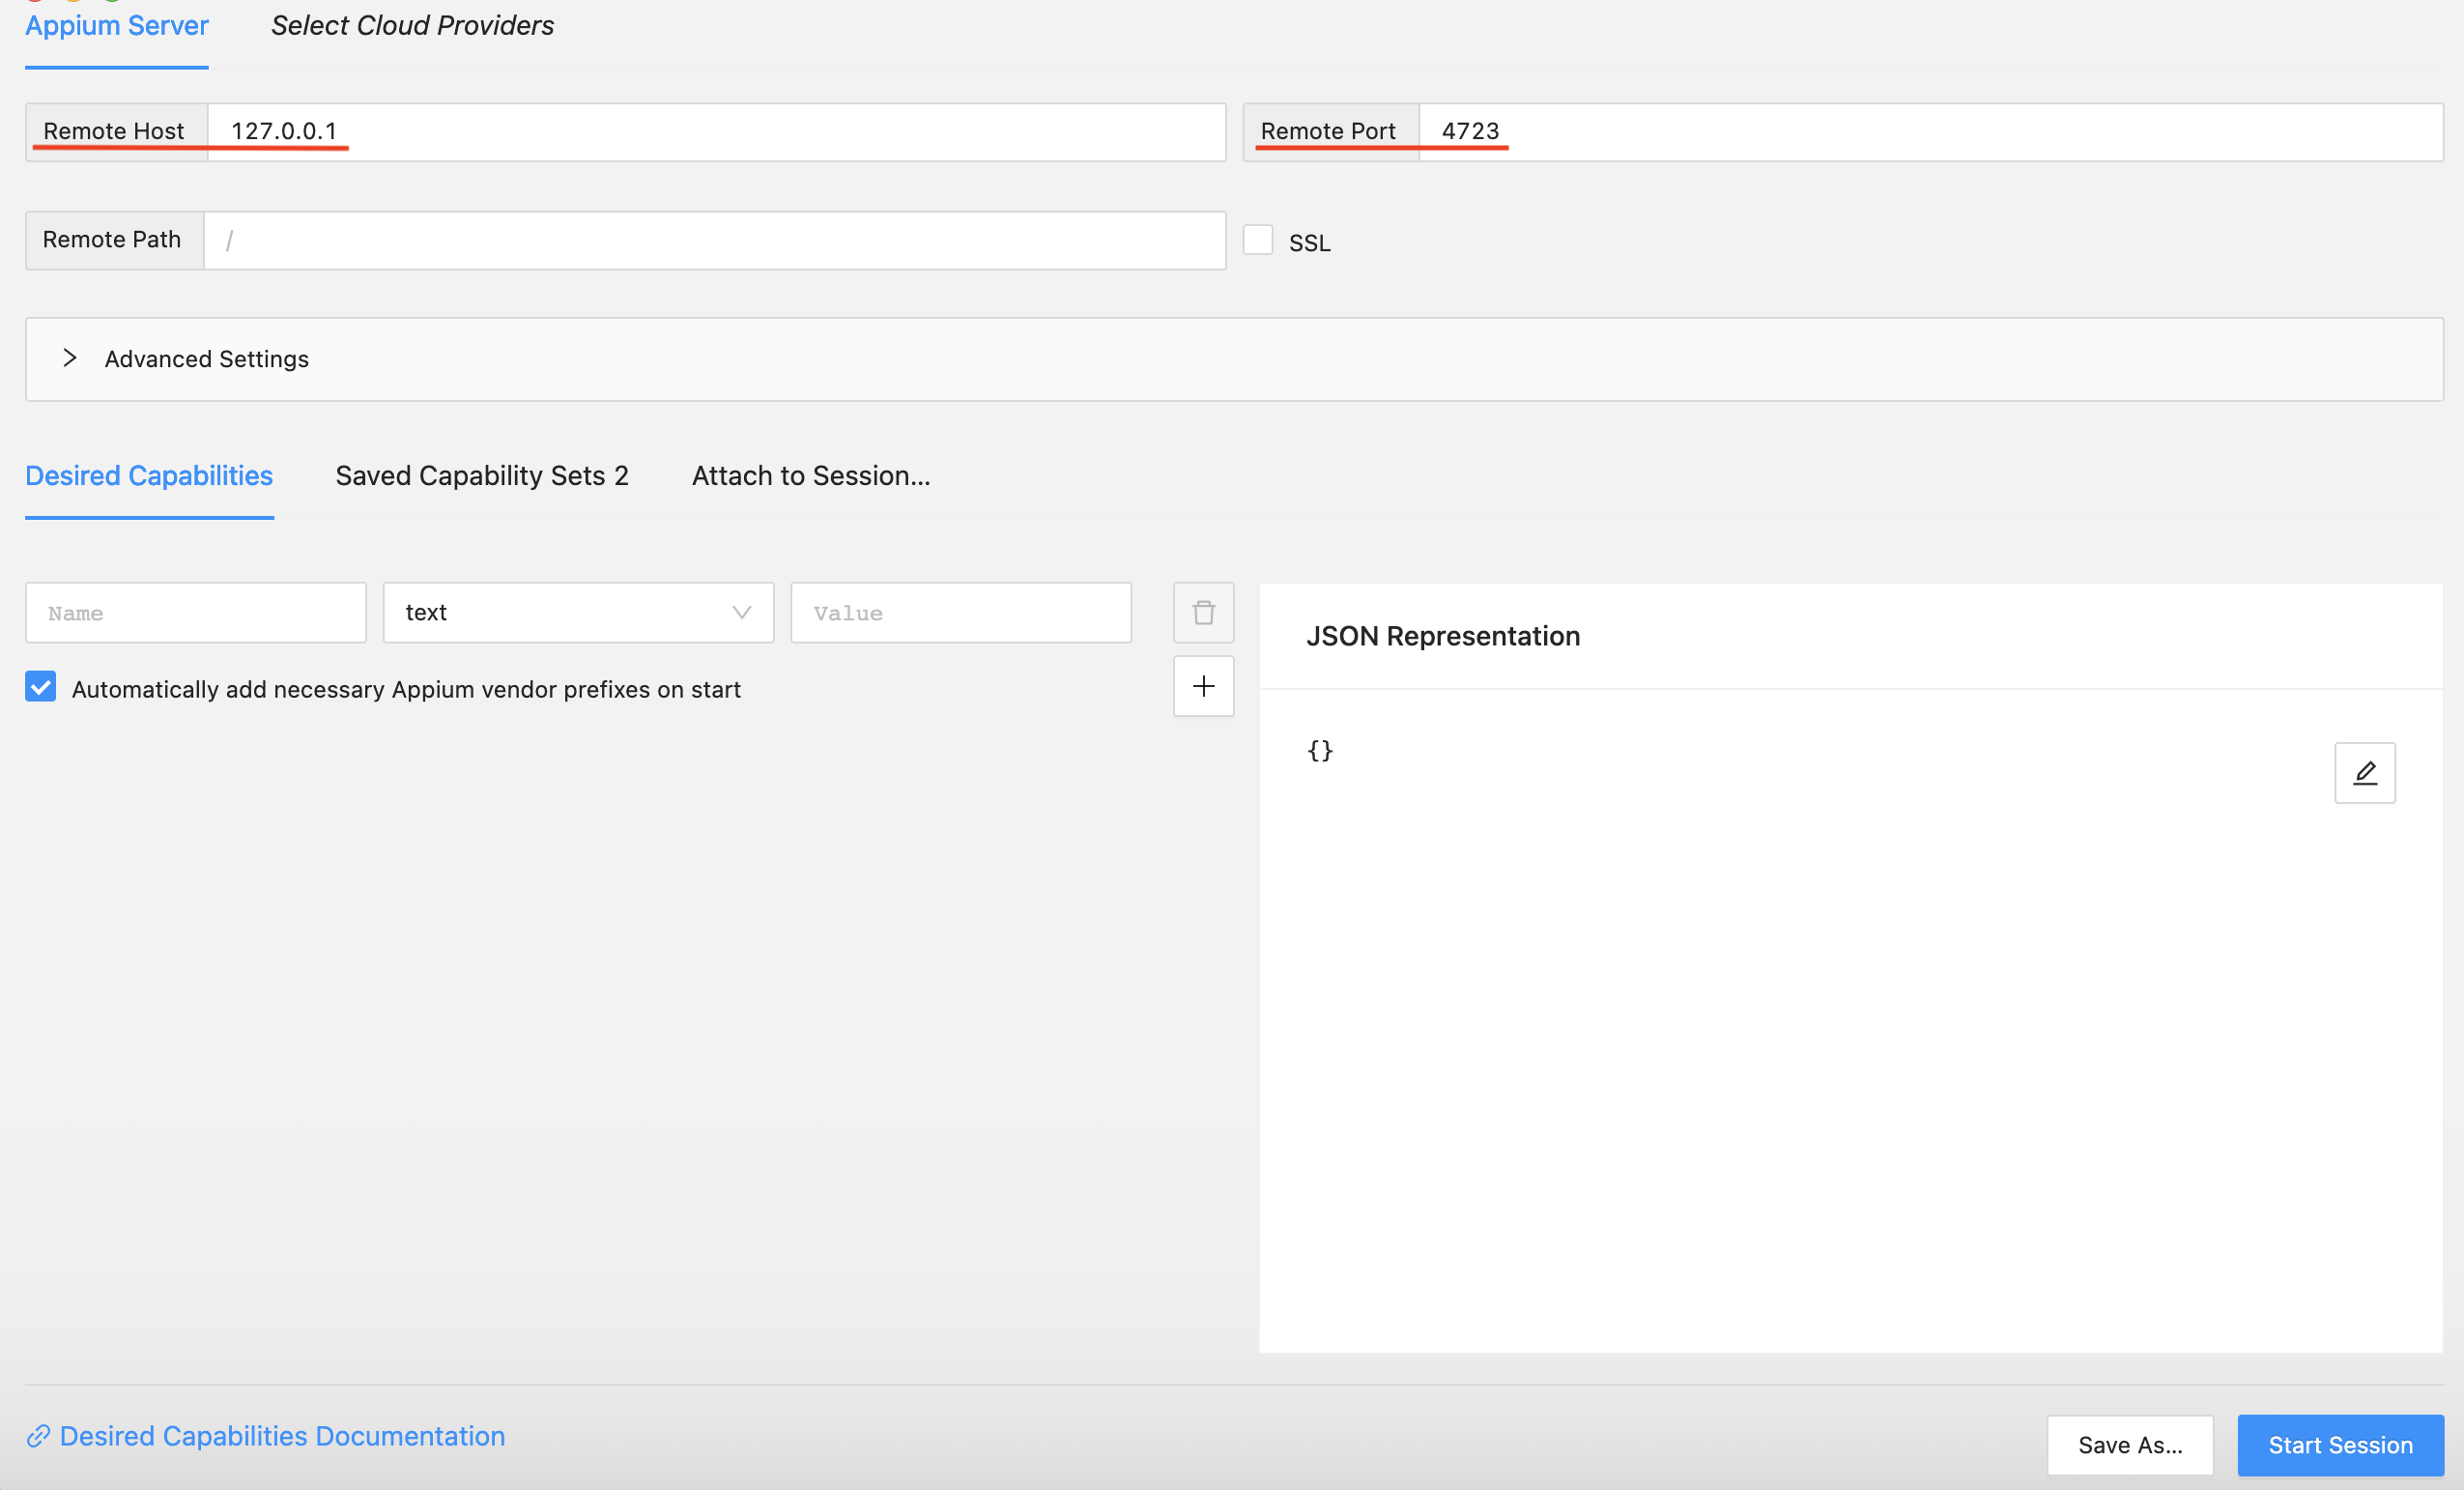 Appium Server Select Cloud Providers
Remote Host 127.0.0.1 Remote Port 4723
Remote Path / SSL
Advanced Settings
Desired Capabilities Saved Capability Sets 2 Attach to Session...
Name text Value
JSON Representation
Automatically add necessary Appium vendor prefixes on start
{}
Desired Capabilities Documentation Save As... Start Session